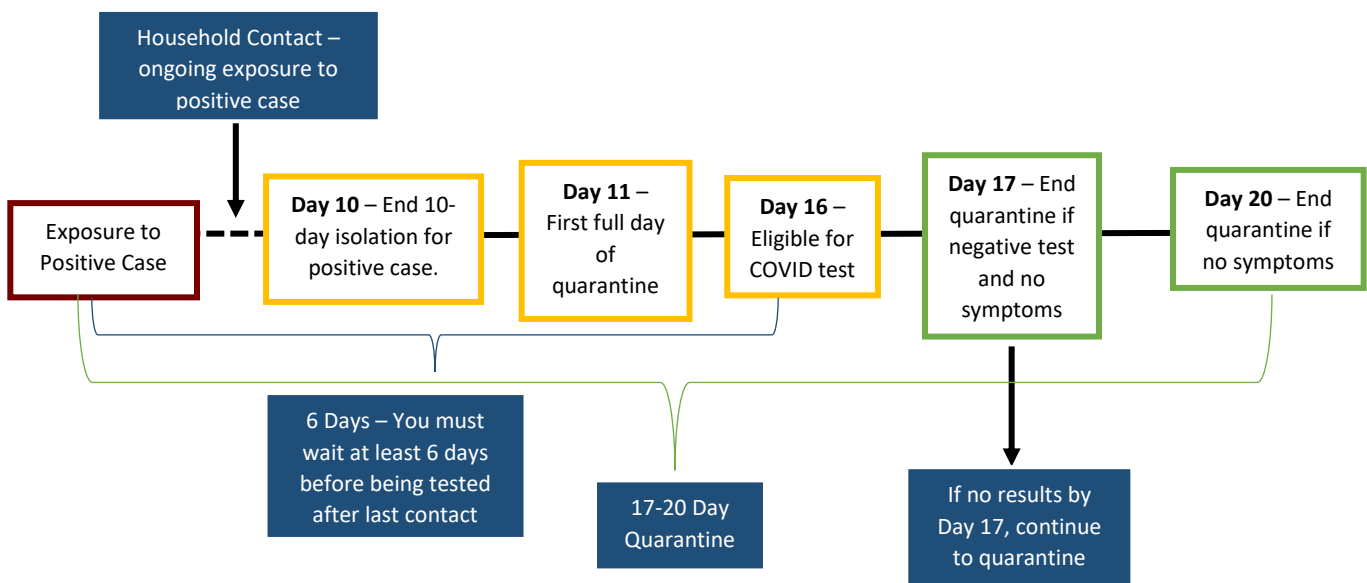 Household Contact –
ongoing exposure to
positive case
Exposure to
Positive Case
Day 10 – End 10-
day isolation for
positive case.
Day 11 –
First full day
of
quarantine
Day 16 –
Eligible for
COVID test
Day 17 – End
quarantine if
negative test
and no
symptoms
Day 20 – End
quarantine if
no symptoms
6 Days – You must
wait at least 6 days
before being tested
after last contact
17-20 Day
Quarantine
If no results by
Day 17, continue
to quarantine